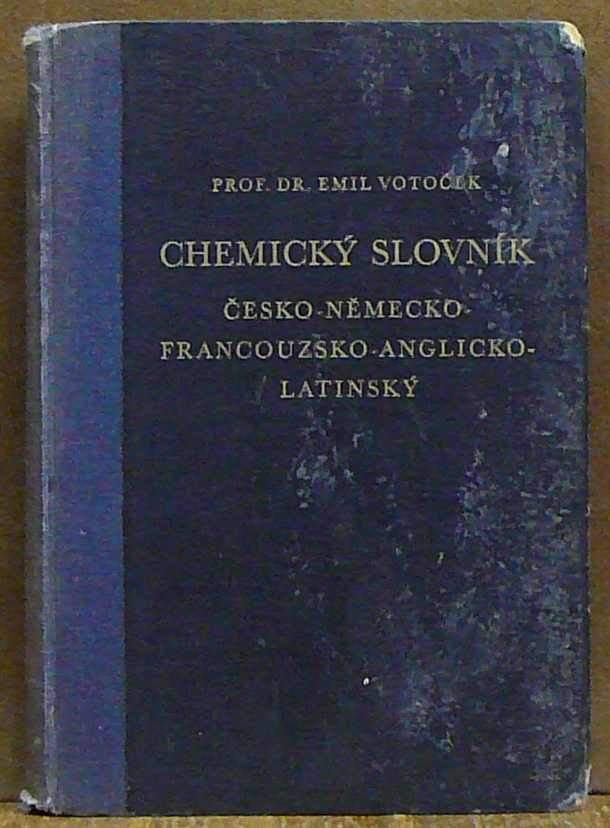 PROF. DR. EMIL VOTOČEK
CHEMICKÝ SLOVNÍK
ČESKO-NĚMECKO-
FRANCOUZSKO-ANGLICKO-
LATINSKÝ